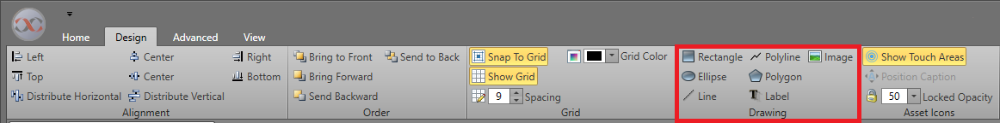 Home Design Advanced View
Left Center Right Bring to Front Send to Back Snap To Grid Grid Color Rectangle Polyline Image Show Touch Areas
Top Center Bottom Bring Forward Show Grid Ellipse Polygon Position Caption
Distribute Horizontal Distribute Vertical Send Backward 9 Spacing Line Label 50 Locked Opacity
Alignment Order Grid Drawing Asset Icons